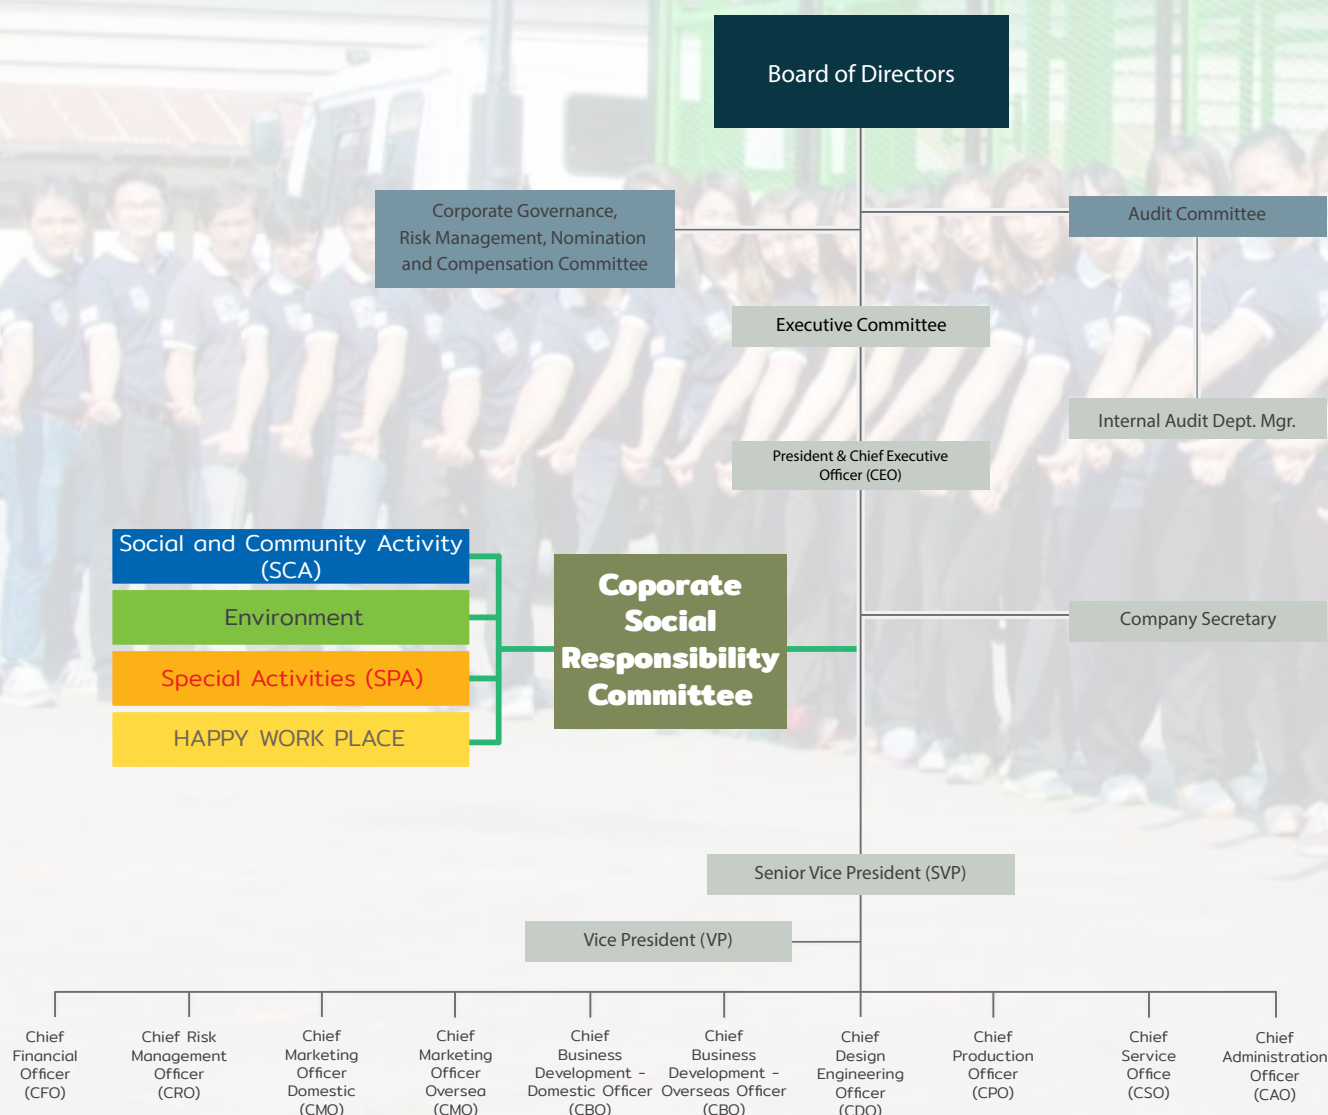 Board of Directors
Corporate Governance,
Risk Management, Nomination
and Compensation Committee
Audit Committee
Executive Committee
Internal Audit Dept. Mgr.
President & Chief Executive
Officer (CEO)
Social and Community Activity
(SCA)
Environment
Special Activities (SPA)
HAPPY WORK PLACE
Coporate
Social
Responsibility
Committee
Company Secretary
Senior Vice President (SVP)
Vice President (VP)
Chief
Financial
Officer
(CFO)
Chief Risk
Management
Officer
(CRO)
Chief
Marketing
Officer
Domestic
(CMO)
Chief
Marketing
Officer
Oversea
(CMO)
Chief
Business
Development -
Domestic Officer
(CBO)
Chief
Business
Development -
Overseas Officer
(CBO)
Chief
Design
Engineering
Officer
(CDO)
Chief
Production
Officer
(CPO)
Chief
Service
Office
(CSO)
Chief
Administration
Officer
(CAO)